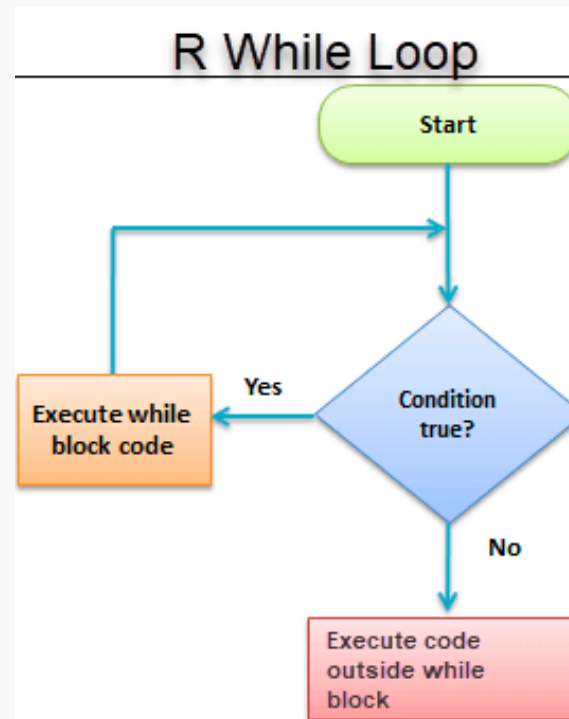 R While Loop
Start
Yes
Condition
true?
Execute while
block code
No
Execute code
outside while
block